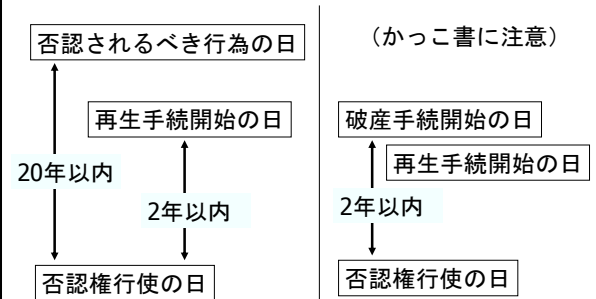 否認されるべき行為の日
再生手続開始の日
20年以内
2年以内
否認権行使の日
(かっこ書に注意)
破産手続開始の日
再生手続開始の日
2年以内
否認権行使の日